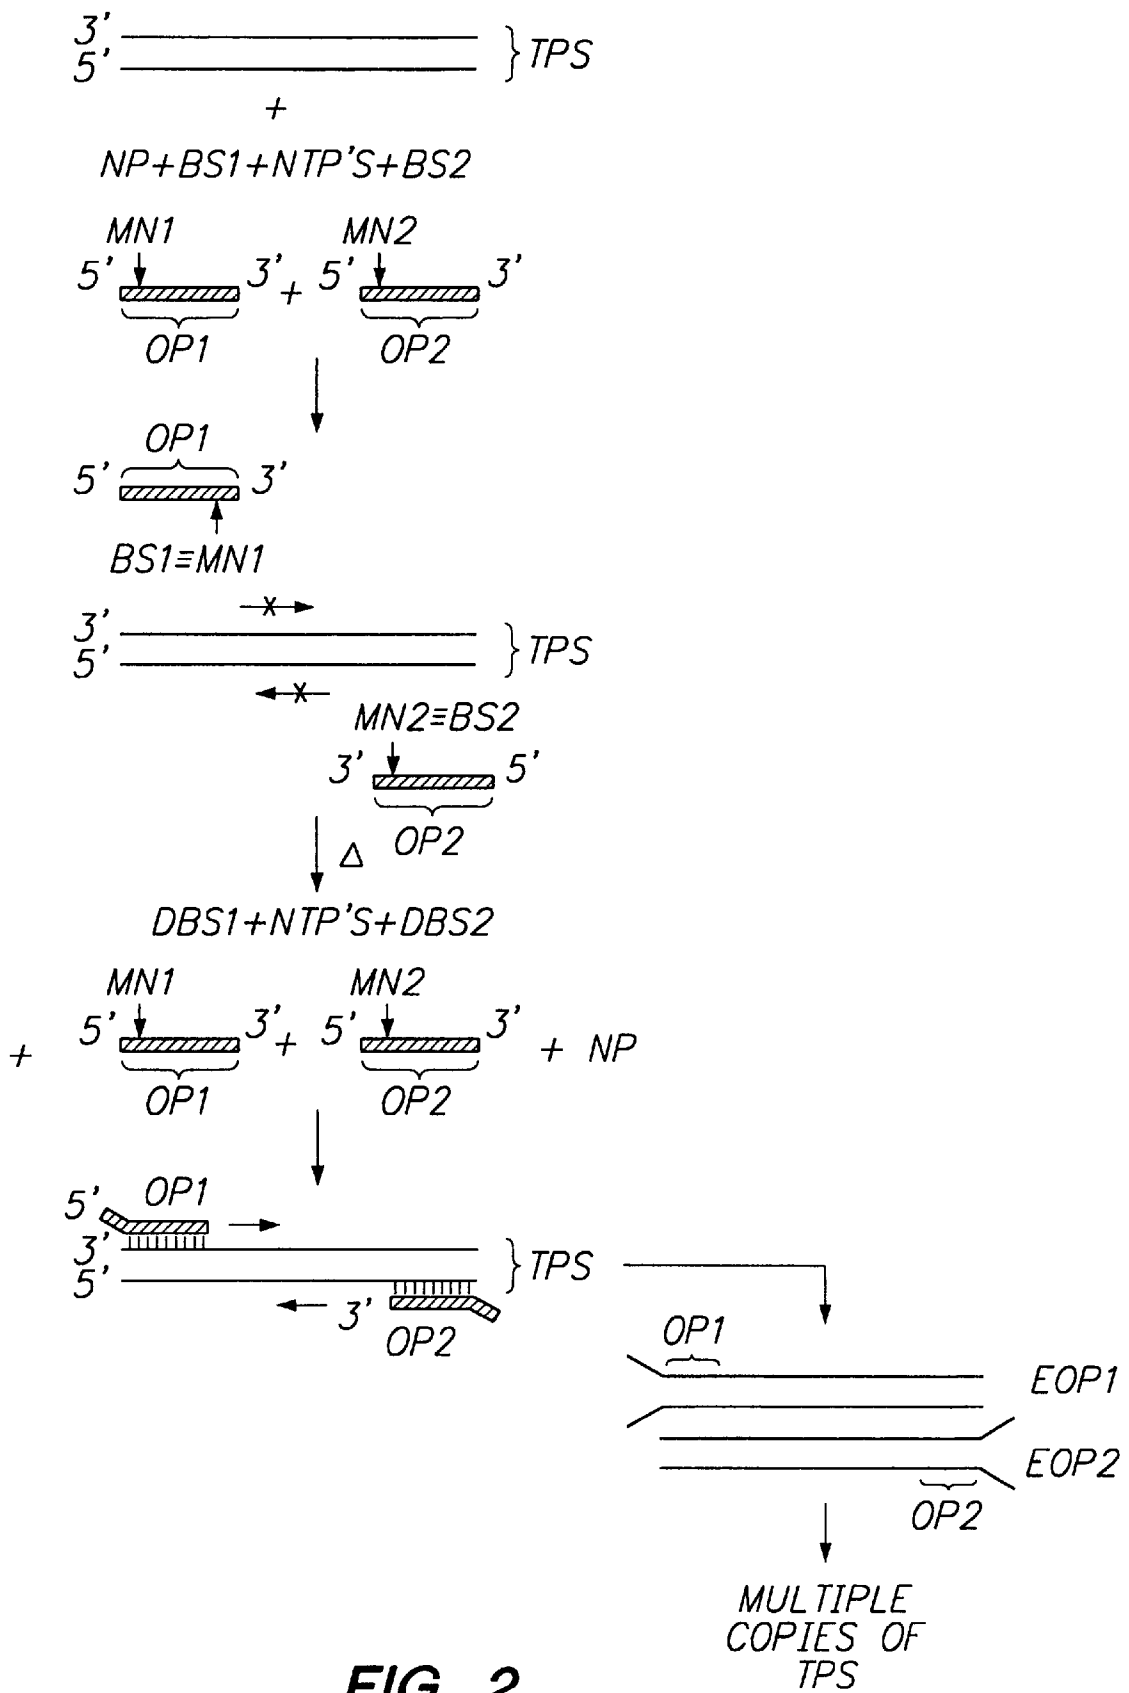 3'
5' TPS
+
NP+BS1+NTP'S+BS2
MN1 MN2
5' 3' + 5' 3'
OP1 OP2
OP1
5' 3'
BS1≡MN1
3'
5' TPS
MN2≡BS2
3' 5'
OP2
Δ
DBS1+NTP'S+DBS2
MN1 MN2
+ 5' 3' + 5' 3' + NP
OP1 OP2
5' OP1
3'
5' TPS
3'
OP2
OP1
EOP1
EOP2
OP2
MULTIPLE
COPIES OF
TPS
FIG. 2